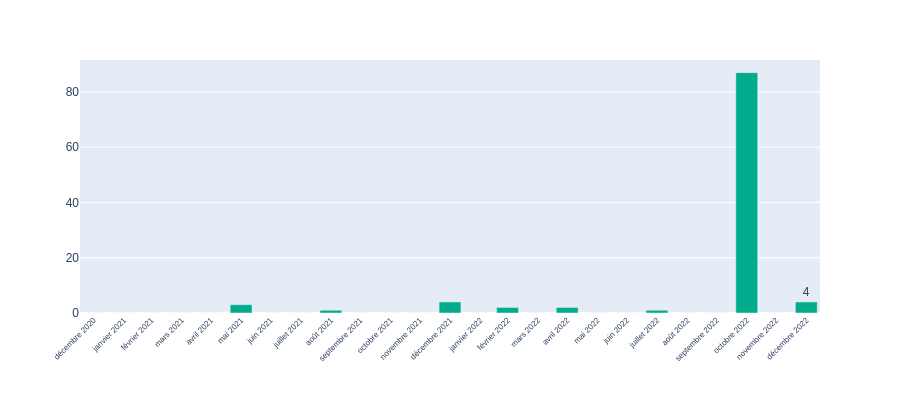 80
60
40
20
0
4
décembre 2020
janvier 2021
février 2021
mars 2021
avril 2021
mai 2021
juin 2021
juillet 2021
août 2021
septembre 2021
octobre 2021
novembre 2021
décembre 2021
janvier 2022
février 2022
mars 2022
avril 2022
mai 2022
juin 2022
juillet 2022
août 2022
septembre 2022
octobre 2022
novembre 2022
décembre 2022